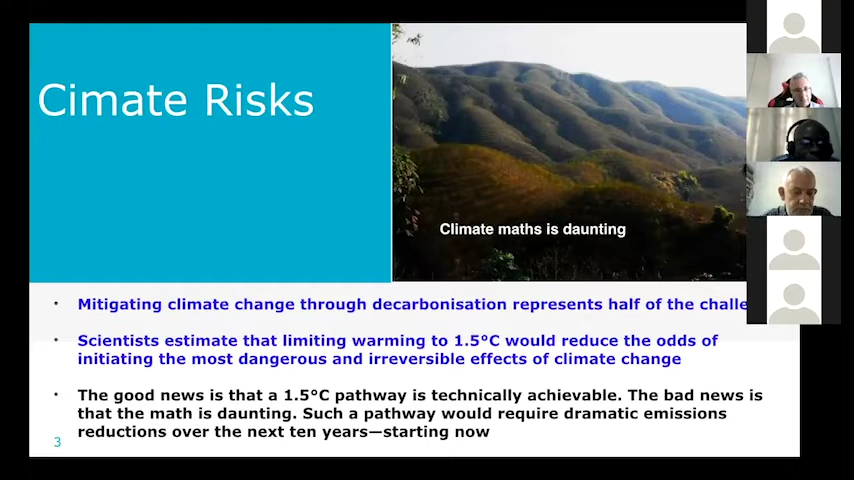 Cimate Risks
Climate maths is daunting
• Mitigating climate change through decarbonisation represents half of the challe
• Scientists estimate that limiting warming to 1.5°C would reduce the odds of
initiating the most dangerous and irreversible effects of climate change
• The good news is that a 1.5°C pathway is technically achievable. The bad news is
that the math is daunting. Such a pathway would require dramatic emissions
reductions over the next ten years—starting now
3